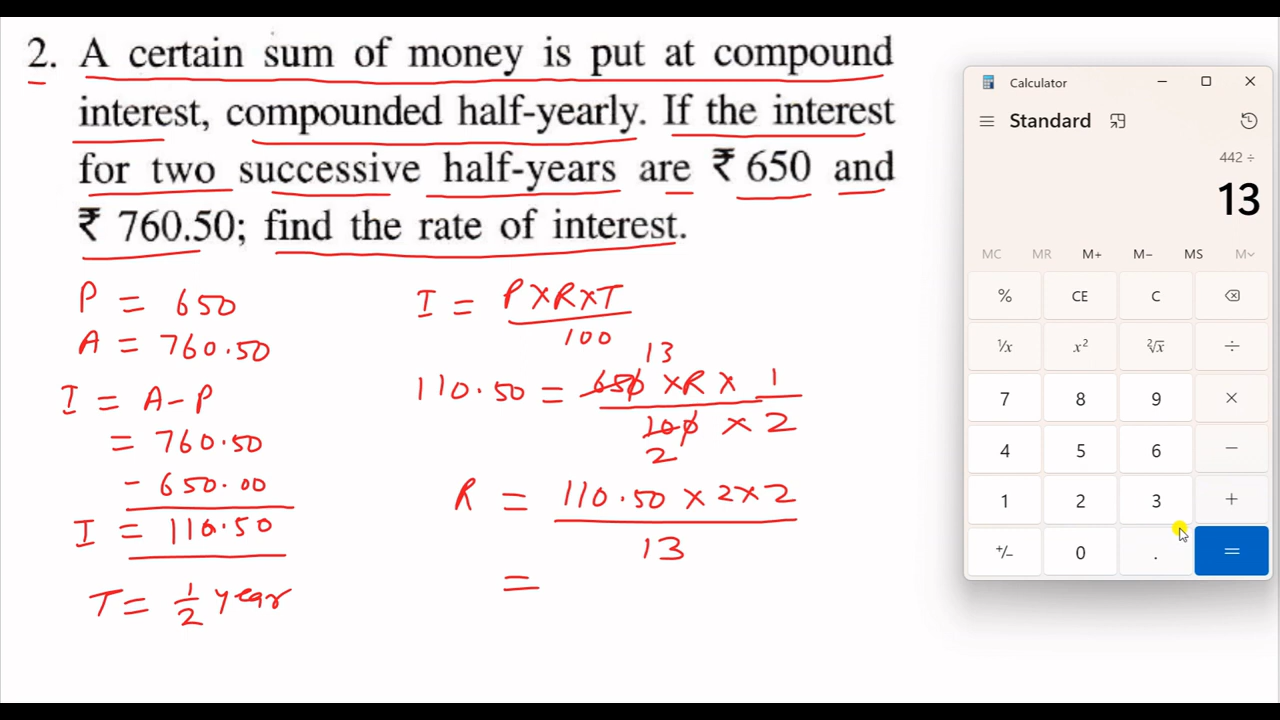 2. A certain sum of money is put at compound
interest, compounded half-yearly. If the interest
for two successive half-years are ₹ 650 and
₹ 760.50; find the rate of interest.
P = 650
A = 760.50
I = A-P
= 760.50
- 650.00
I = 110.50
T = 1/2 year
I = P×R×T
100
13
110.50 = 650 ×R× 1
100 × 2
2
R = 110.50 × 2×2
13
=
Calculator
Standard
442 ÷
13
MC MR M+ M− MS M˅
% CE C
¹/x x² ²√x ÷
7 8 9 ×
4 5 6 −
1 2 3 +
+/− 0 . =